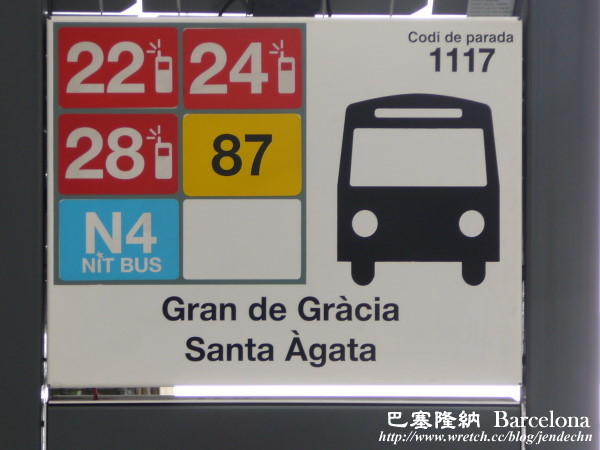 22 24
28 87
N4
NIT BUS
Codi de parada
1117
Gran de Gràcia
Santa Àgata
巴塞隆納 Barcelona
http://www.wretch.cc/blog/jendechn